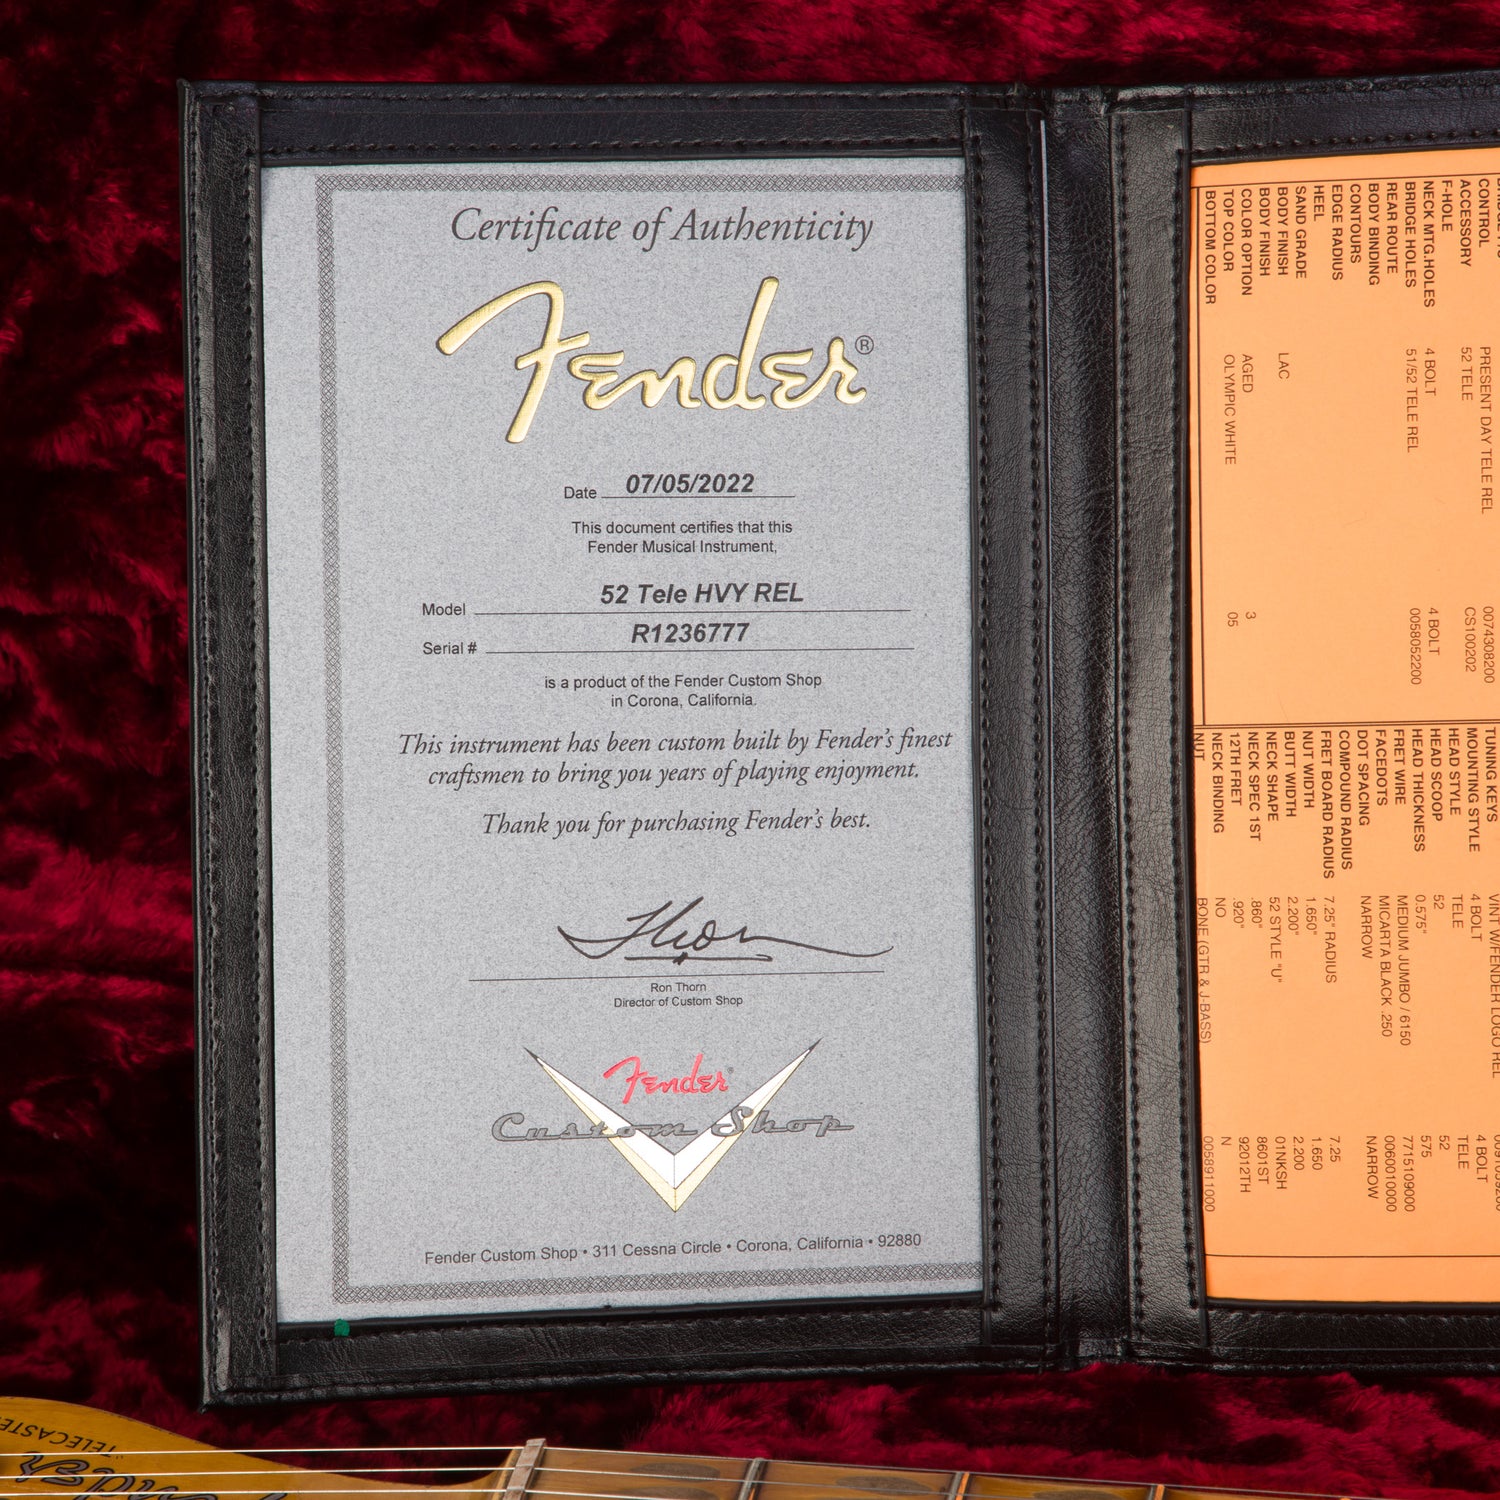 Certificate of Authenticity
Fender®
Date 07/05/2022
This document certifies that this
Fender Musical Instrument,
Model 52 Tele HVY REL
Serial # R1236777
is a product of the Fender Custom Shop
in Corona, California.
This instrument has been custom built by Fender's finest
craftsmen to bring you years of playing enjoyment.
Thank you for purchasing Fender's best.
Ron Thorn
Director of Custom Shop
Fender®
Custom Shop
Fender Custom Shop • 311 Cessna Circle • Corona, California • 92880
CONTROL PRESENT DAY TELE REL 0074308200
ACCESSORY 52 TELE CS100202
F-HOLE
NECK MTG.HOLES 4 BOLT 4 BOLT
BRIDGE HOLES 51/52 TELE REL 0058052200
REAR ROUTE
BODY BINDING
CONTOURS
EDGE RADIUS
HEEL
SAND GRADE
BODY FINISH LAC
BODY FINISH
COLOR OPTION AGED 3
TOP COLOR OLYMPIC WHITE 05
BOTTOM COLOR
TUNING KEYS VINT W/FENDER LOGO REL
MOUNTING STYLE 4 BOLT 4 BOLT
HEAD STYLE TELE TELE
HEAD SCOOP 52 52
HEAD THICKNESS 0.575" 575
FRET WIRE MEDIUM JUMBO / 6150 7715109000
FACEDOTS MICARTA BLACK .250 0060010000
DOT SPACING NARROW NARROW
COMPOUND RADIUS
FRET BOARD RADIUS 7.25" RADIUS 7.25
NUT WIDTH 1.650" 1.650
BUTT WIDTH 2.200" 2.200
NECK SHAPE 52 STYLE "U" 01NKSH
NECK SPEC 1ST .860" 8601ST
12TH FRET .920" 92012TH
NECK BINDING NO N
NUT BONE (GTR & J-BASS) 0058911000
TELECASTER